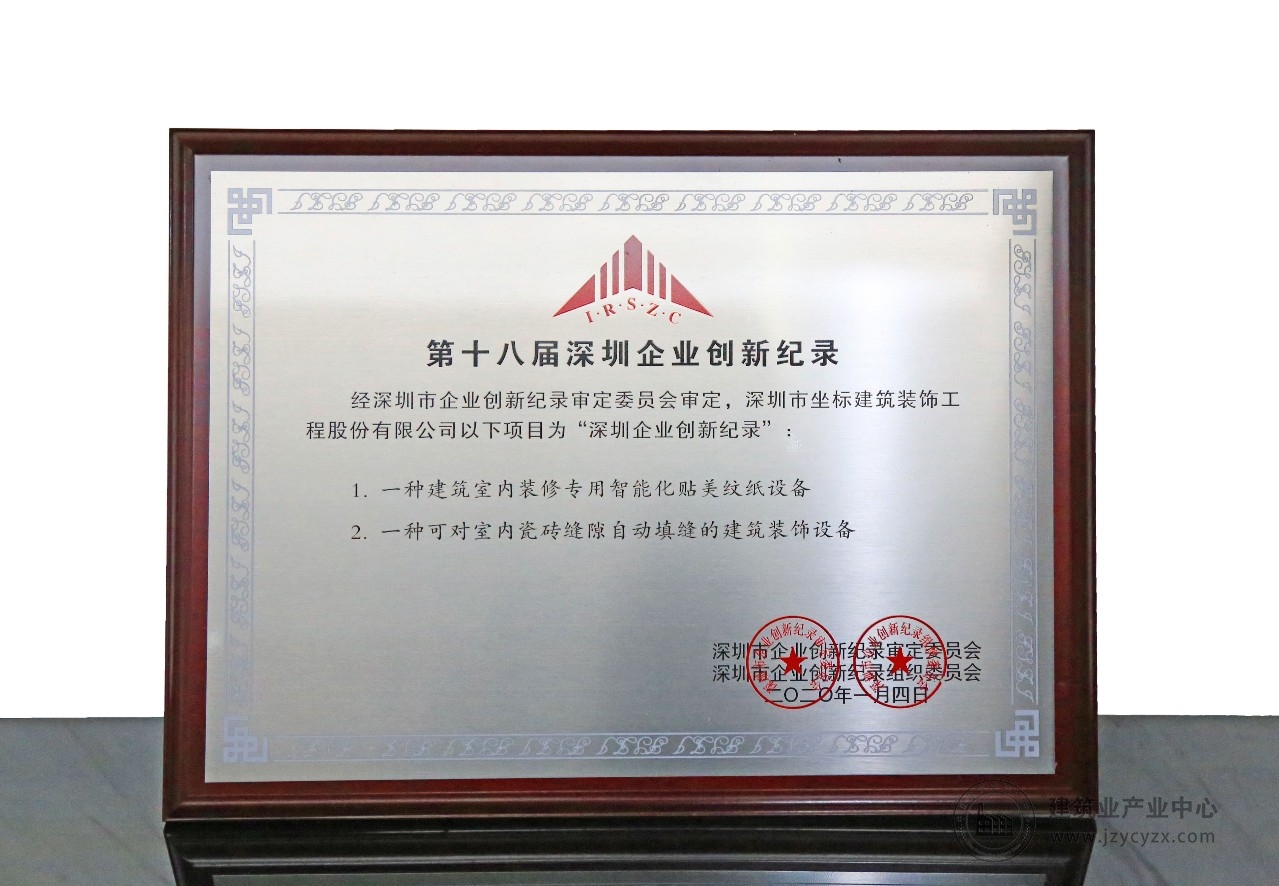 I·R·S·Z·C
第十八届深圳企业创新纪录
经深圳市企业创新纪录审定委员会审定，深圳市坐标建筑装饰工
程股份有限公司以下项目为“深圳企业创新纪录”：
1. 一种建筑室内装修专用智能化贴美纹纸设备
2. 一种可对室内瓷砖缝隙自动填缝的建筑装饰设备
深圳市企业创新纪录审定委员会
深圳市企业创新纪录组织委员会
二〇二〇年一月四日
建筑业产业中心
www.jzycyzx.com